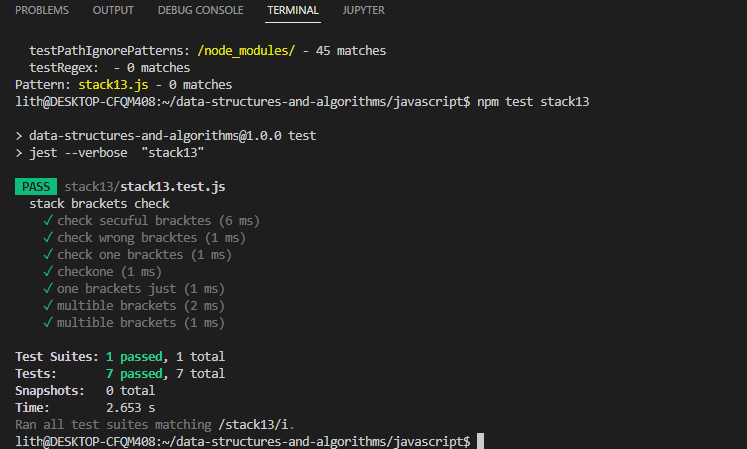 PROBLEMS OUTPUT DEBUG CONSOLE TERMINAL JUPYTER
testPathIgnorePatterns: /node_modules/ - 45 matches
testRegex:  - 0 matches
Pattern: stack13.js - 0 matches
lith@DESKTOP-CFQM408:~/data-structures-and-algorithms/javascript$ npm test stack13
> data-structures-and-algorithms@1.0.0 test
> jest --verbose  "stack13"
PASS stack13/stack13.test.js
stack brackets check
✓ check secuful bracktes (6 ms)
✓ check wrong bracktes (1 ms)
✓ check one bracktes (1 ms)
✓ checkone (1 ms)
✓ one brackets just (1 ms)
✓ multible brackets (2 ms)
✓ multible brackets (1 ms)
Test Suites: 1 passed, 1 total
Tests: 7 passed, 7 total
Snapshots: 0 total
Time: 2.653 s
Ran all test suites matching /stack13/i.
lith@DESKTOP-CFQM408:~/data-structures-and-algorithms/javascript$